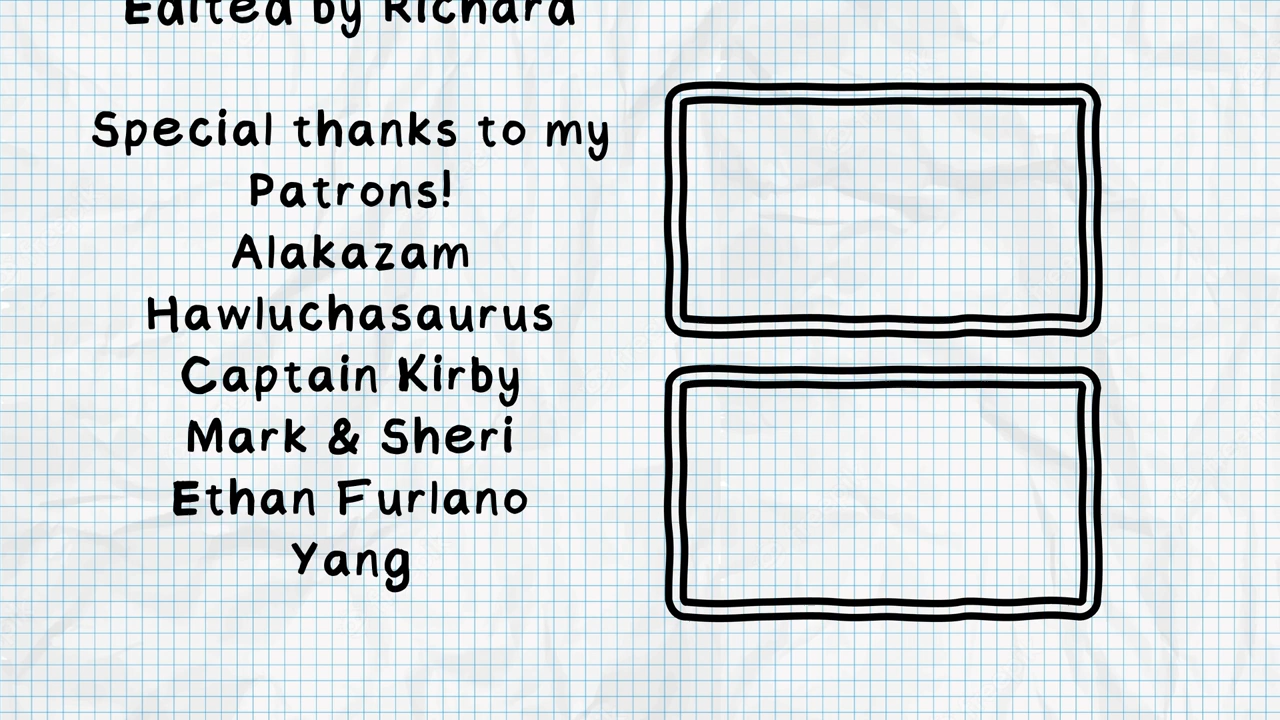 Edited by Richard
Special thanks to my
Patrons!
Alakazam
Hawluchasaurus
Captain Kirby
Mark & Sheri
Ethan Furlano
Yang